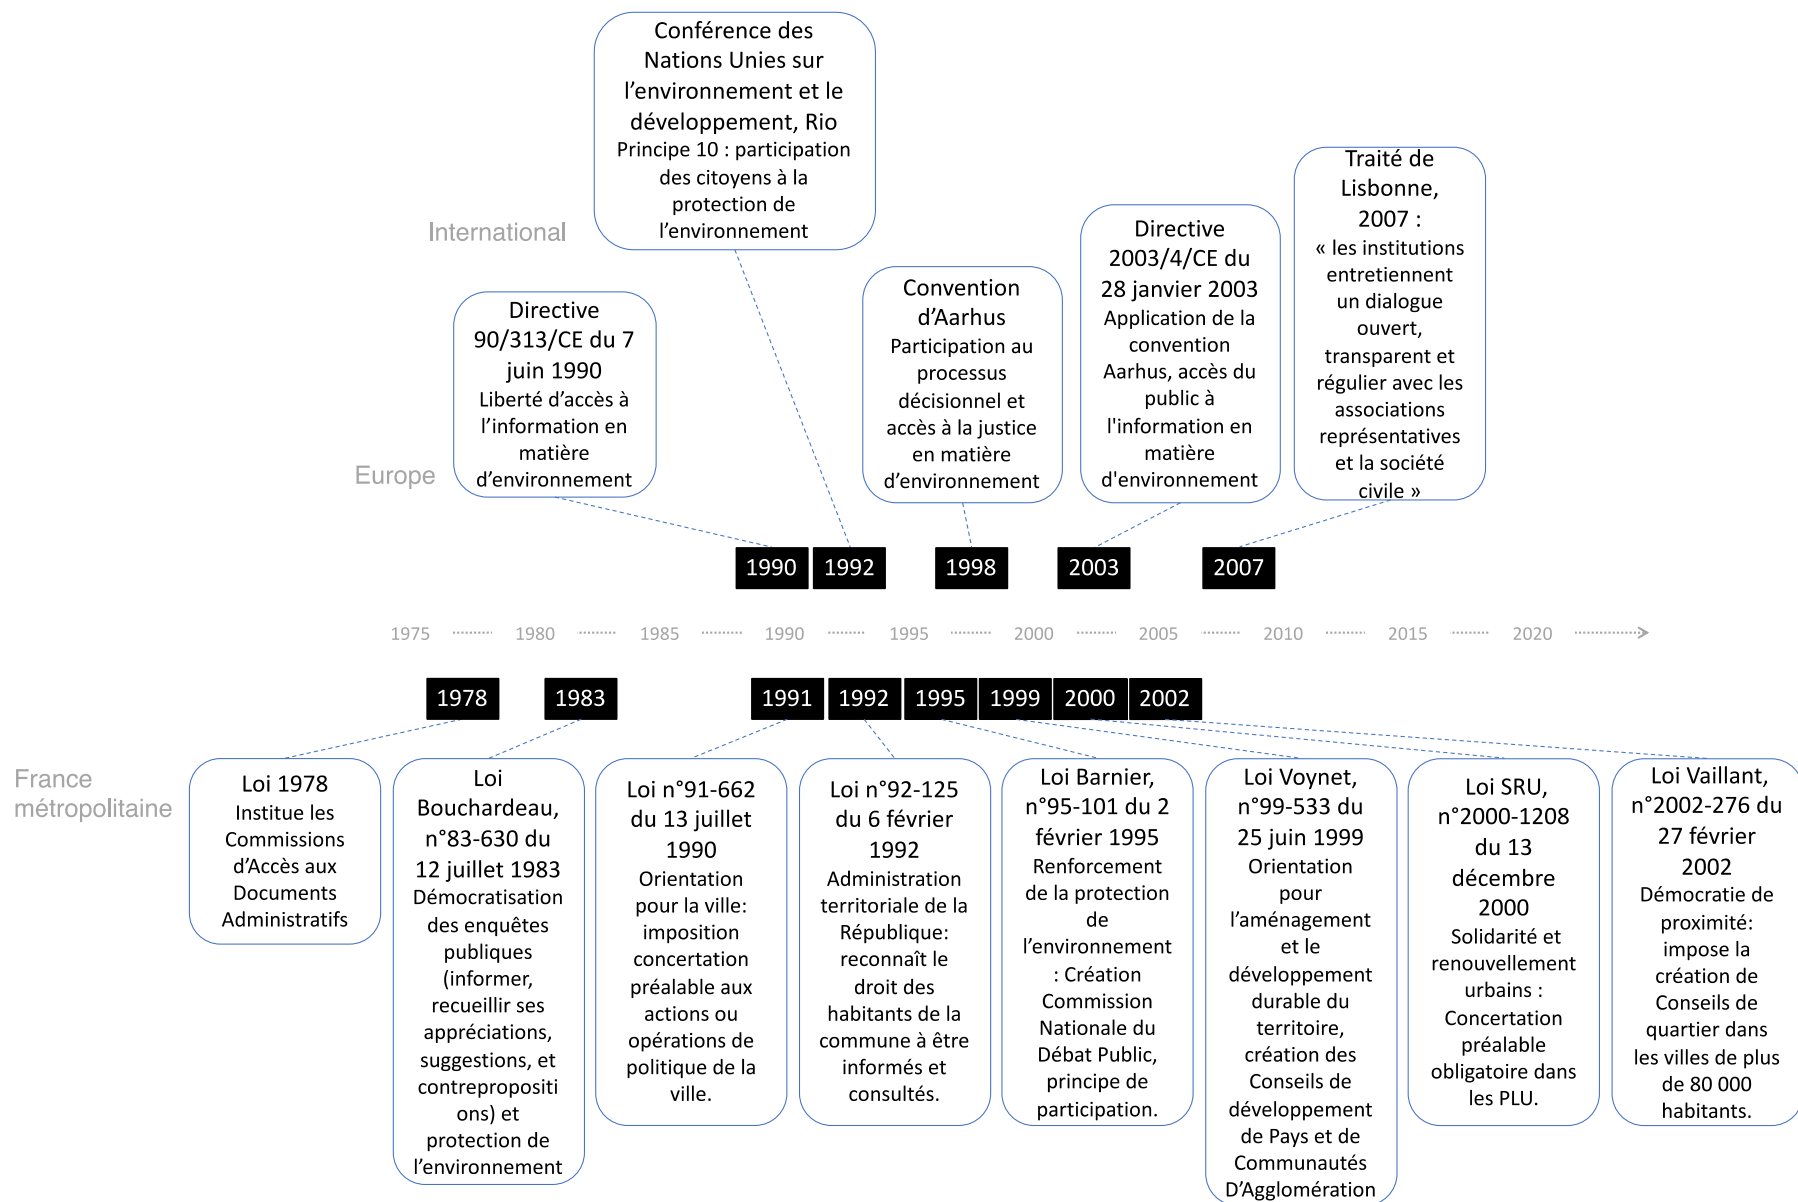 Conférence des
Nations Unies sur
l’environnement et le
développement, Rio
Principe 10 : participation
des citoyens à la
protection de
l’environnement
Traité de
Lisbonne,
2007 :
« les institutions
entretiennent
un dialogue
ouvert,
transparent et
régulier avec les
associations
représentatives
et la société
civile »
International
Directive
2003/4/CE du
28 janvier 2003
Application de la
convention
Aarhus, accès du
public à
l'information en
matière
d'environnement
Convention
d’Aarhus
Participation au
processus
décisionnel et
accès à la justice
en matière
d’environnement
Directive
90/313/CE du 7
juin 1990
Liberté d’accès à
l’information en
matière
d’environnement
Europe
1990
1992
1998
2003
2007
1975
1980
1985
1990
1995
2000
2005
2010
2015
2020
1978
1983
1991
1992
1995
1999
2000
2002
France
métropolitaine
Loi 1978
Institue les
Commissions
d’Accès aux
Documents
Administratifs
Loi
Bouchardeau,
n°83-630 du
12 juillet 1983
Démocratisation
des enquêtes
publiques
(informer,
recueillir ses
appréciations,
suggestions, et
contrepropositi
ons) et
protection de
l’environnement
Loi n°91-662
du 13 juillet
1990
Orientation
pour la ville:
imposition
concertation
préalable aux
actions ou
opérations de
politique de la
ville.
Loi n°92-125
du 6 février
1992
Administration
territoriale de la
République:
reconnaît le
droit des
habitants de la
commune à être
informés et
consultés.
Loi Barnier,
n°95-101 du 2
février 1995
Renforcement
de la protection
de
l’environnement
: Création
Commission
Nationale du
Débat Public,
principe de
participation.
Loi Voynet,
n°99-533 du
25 juin 1999
Orientation
pour
l’aménagement
et le
développement
durable du
territoire,
création des
Conseils de
développement
de Pays et de
Communautés
D’Agglomération
Loi SRU,
n°2000-1208
du 13
décembre
2000
Solidarité et
renouvellement
urbains :
Concertation
préalable
obligatoire dans
les PLU.
Loi Vaillant,
n°2002-276 du
27 février
2002
Démocratie de
proximité:
impose la
création de
Conseils de
quartier dans
les villes de plus
de 80 000
habitants.